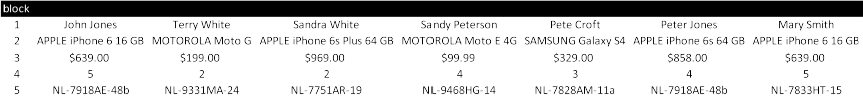 block
1 John Jones Terry White Sandra White Sandy Peterson Pete Croft Peter Jones Mary Smith
2 APPLE iPhone 6 16 GB MOTOROLA Moto G APPLE iPhone 6s Plus 64 GB MOTOROLA Moto E 4G SAMSUNG Galaxy S4 APPLE iPhone 6s 64 GB APPLE iPhone 6 16 GB
3 $639.00 $199.00 $969.00 $99.99 $329.00 $858.00 $639.00
4 5 2 2 4 3 4 5
5 NL-7918AE-48b NL-9331MA-24 NL-7751AR-19 NL-9468HG-14 NL-7828AM-11a NL-7918AE-48b NL-7833HT-15